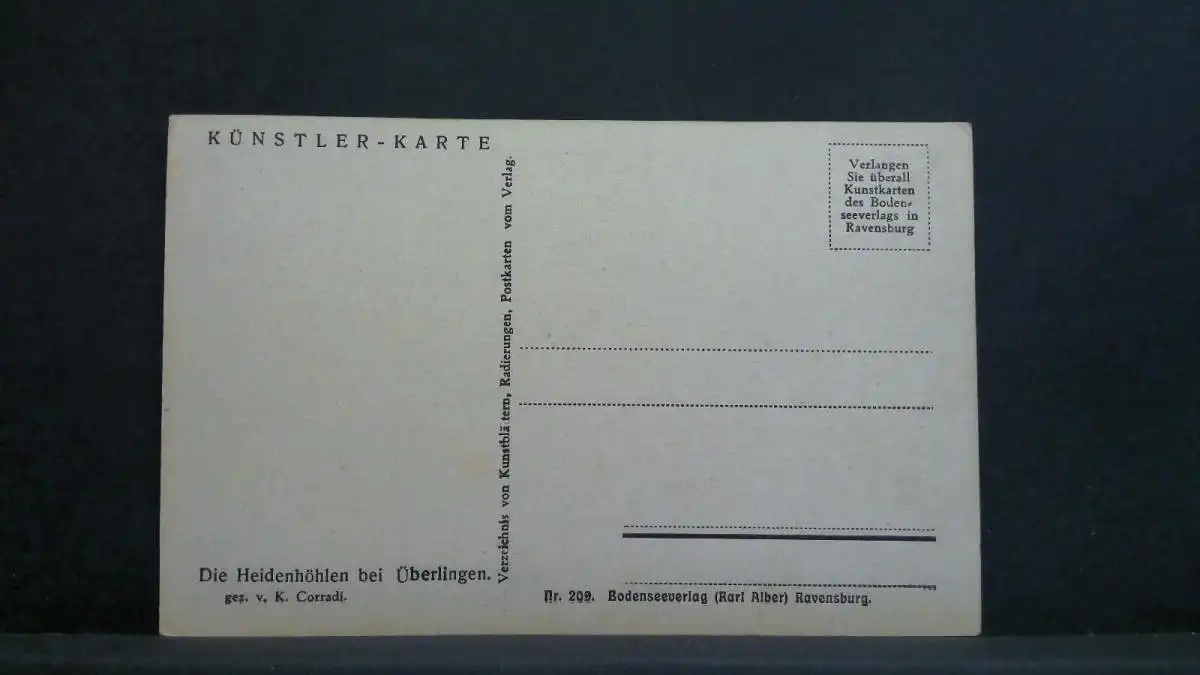 KÜNSTLER-KARTE
Verlangen
Sie überall
Kunstkarten
des Boden-
seeverlags in
Ravensburg
Verzeichnis von Kunstblättern, Radierungen, Postkarten vom Verlag.
Die Heidenhöhlen bei Überlingen.
gez. v. K. Corradi.
Nr. 209. Bodenseeverlag (Karl Alber) Ravensburg.